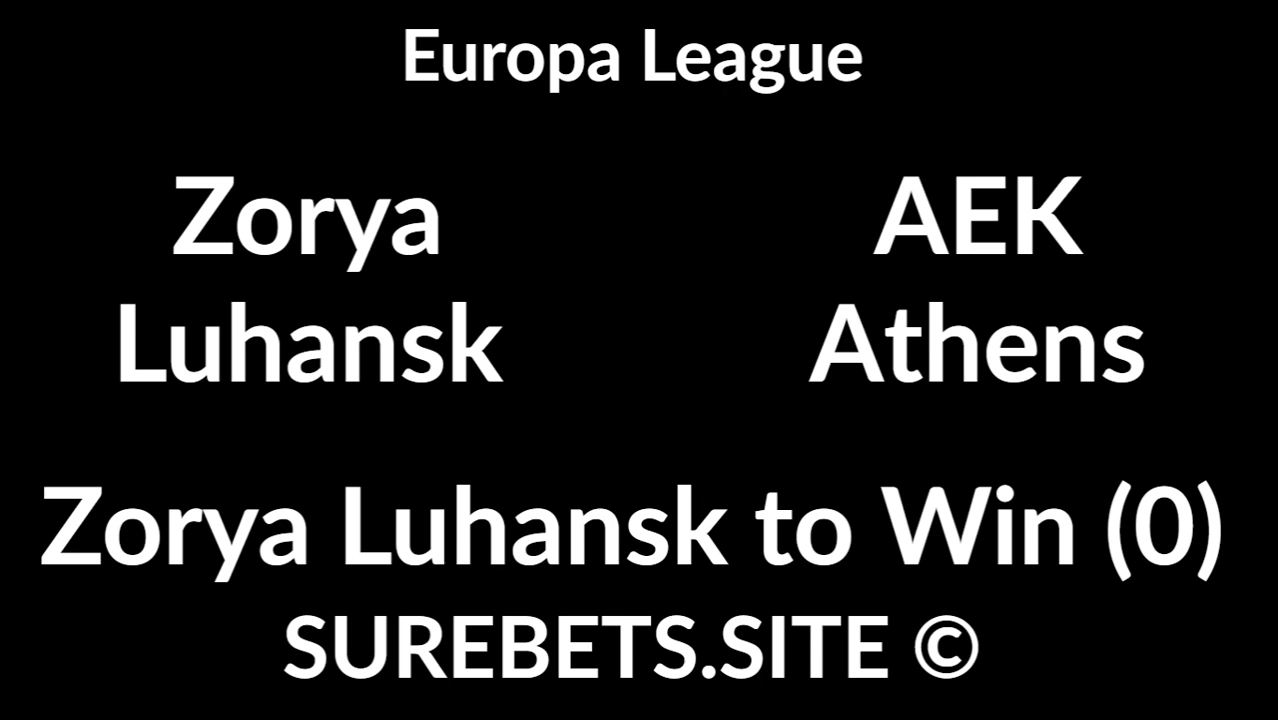 Europa League
Zorya
Luhansk
AEK
Athens
Zorya Luhansk to Win (0)
SUREBETS.SITE ©